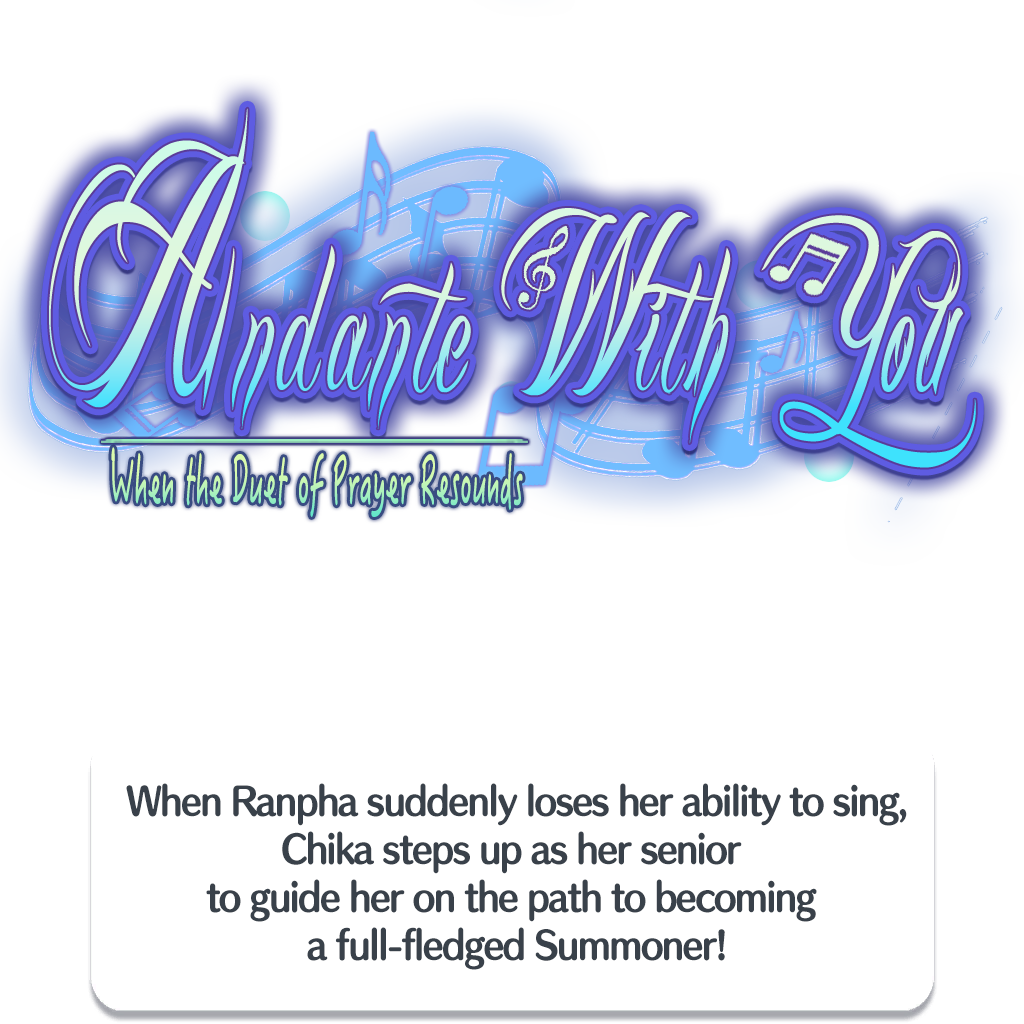 Andante With You
When the Duet of Prayer Resounds
When Ranpha suddenly loses her ability to sing,
Chika steps up as her senior
to guide her on the path to becoming
a full-fledged Summoner!